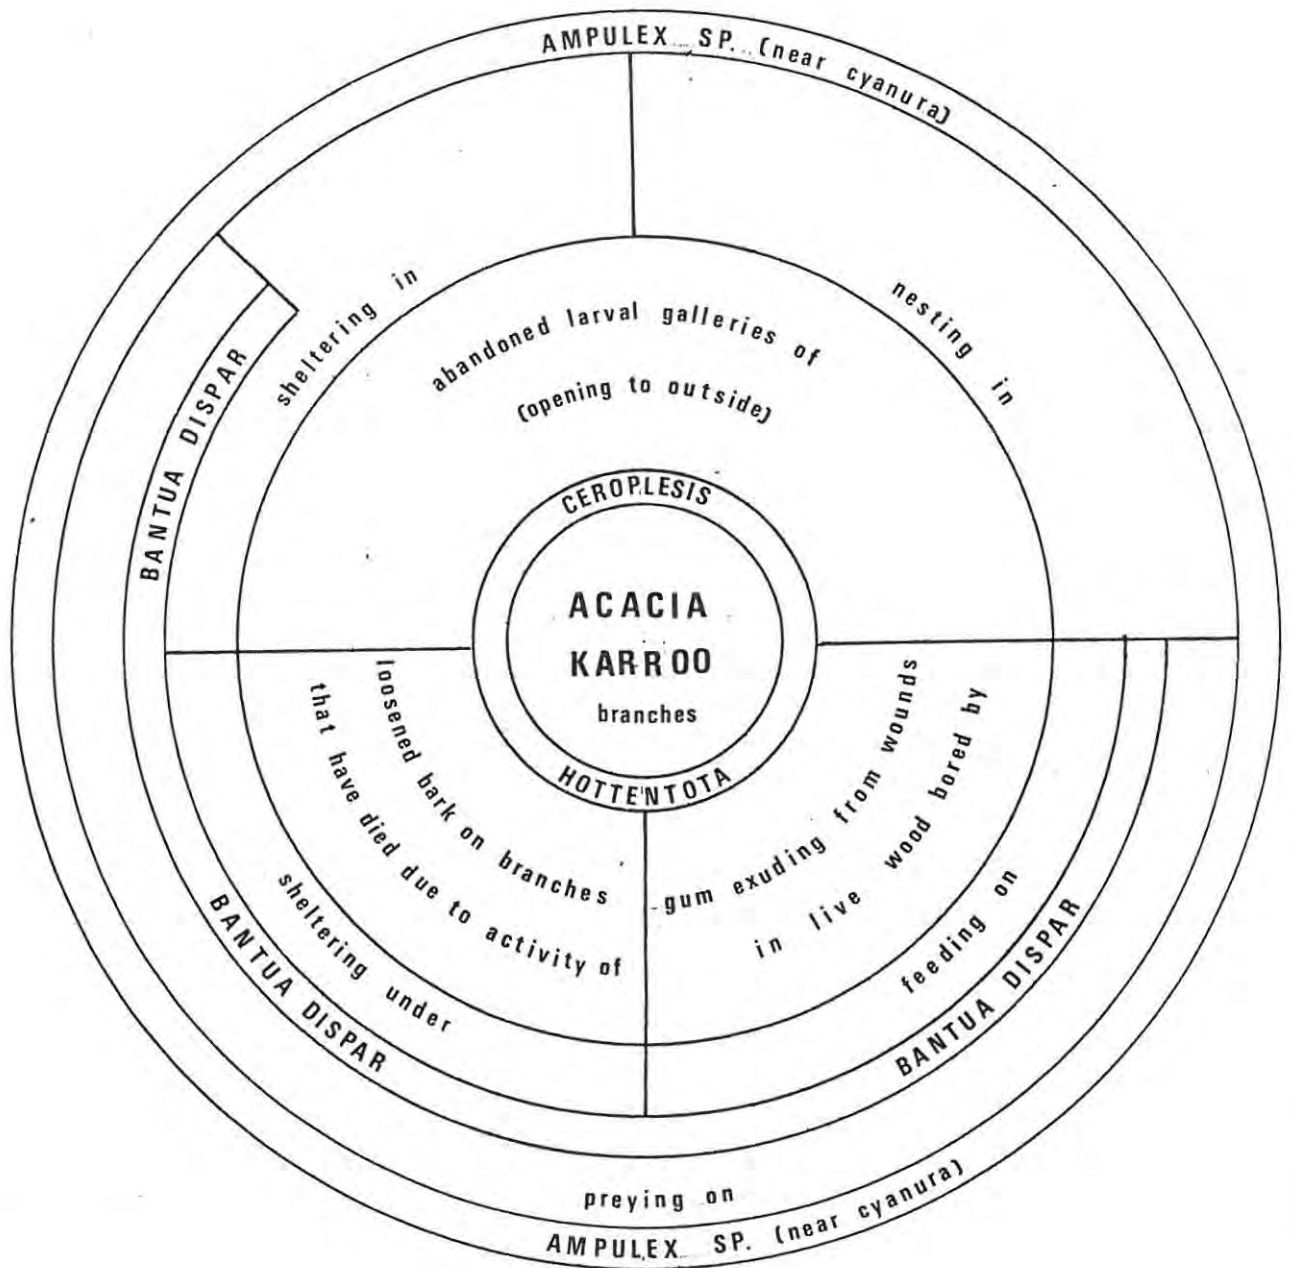 AMPULEX SP. (near cyanura)
sheltering in
nesting in
abandoned larval galleries of
(opening to outside)
BANTUA DISPAR
CEROPLESIS
ACACIA
KARROO
branches
HOTTENTOTA
loosened bark on branches
that have died due to activity of
gum exuding from wounds
in live wood bored by
sheltering under
feeding on
BANTUA DISPAR
BANTUA DISPAR
preying on
AMPULEX SP. (near cyanura)